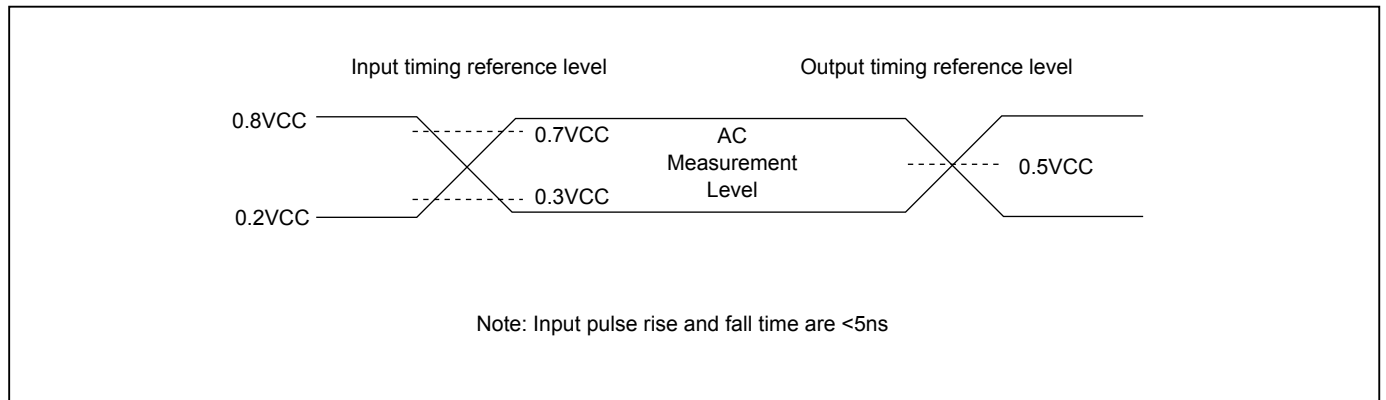 Input timing reference level
Output timing reference level
0.8VCC
0.7VCC
AC
Measurement
Level
0.5VCC
0.3VCC
0.2VCC
Note: Input pulse rise and fall time are <5ns